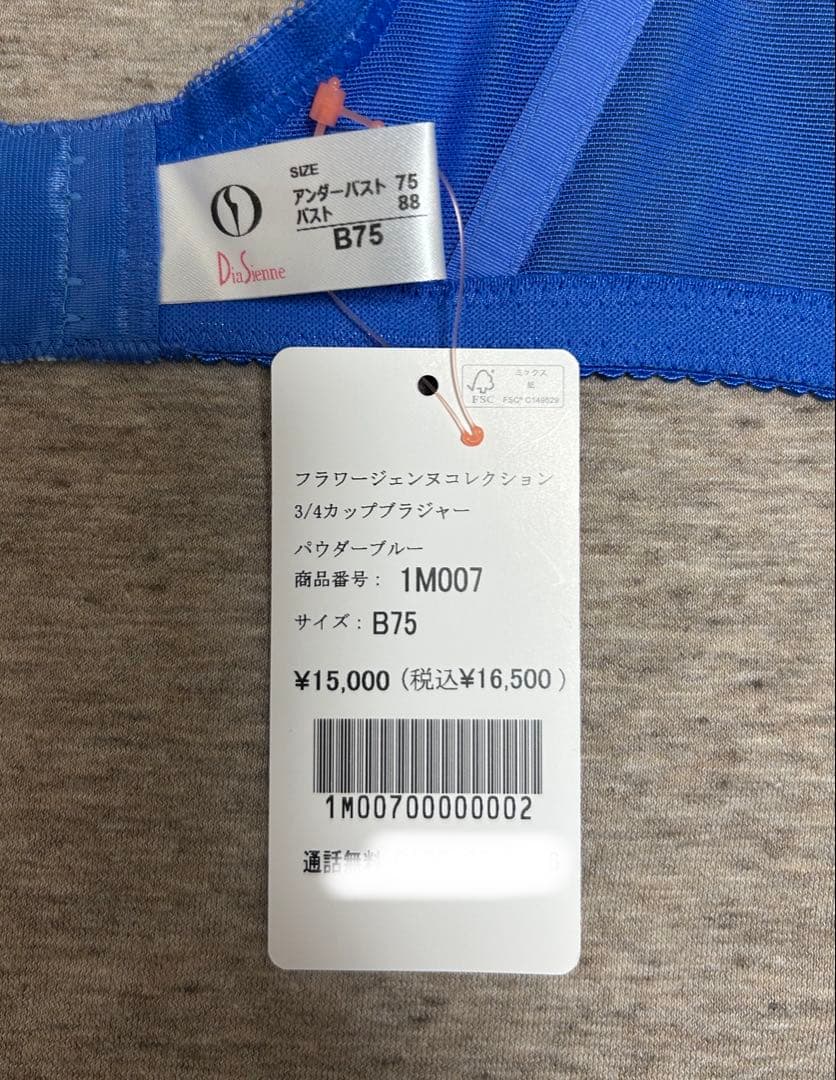 SIZE
アンダーバスト 75
バスト 88
B75
DiaSienne
ミックス
紙
FSC
FSC® C149529
フラワージェンヌコレクション
3/4カップブラジャー
パウダーブルー
商品番号： 1M007
サイズ： B75
¥15,000（税込¥16,500）
1M00700000002
通話無料